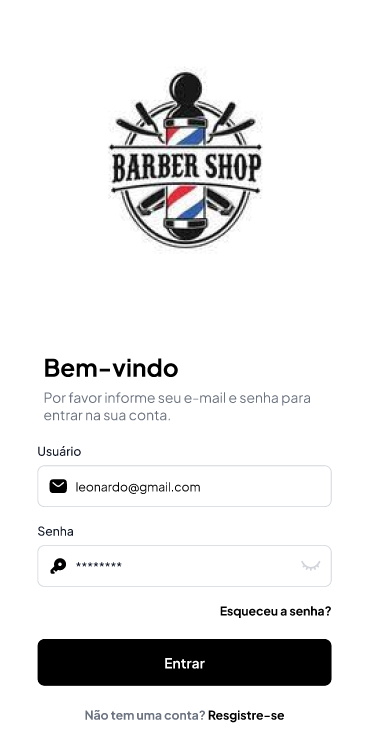 BARBER SHOP
Bem-vindo
Por favor informe seu e-mail e senha para
entrar na sua conta.
Usuário
leonardo@gmail.com
Senha
********
Esqueceu a senha?
Entrar
Não tem uma conta? Resgistre-se